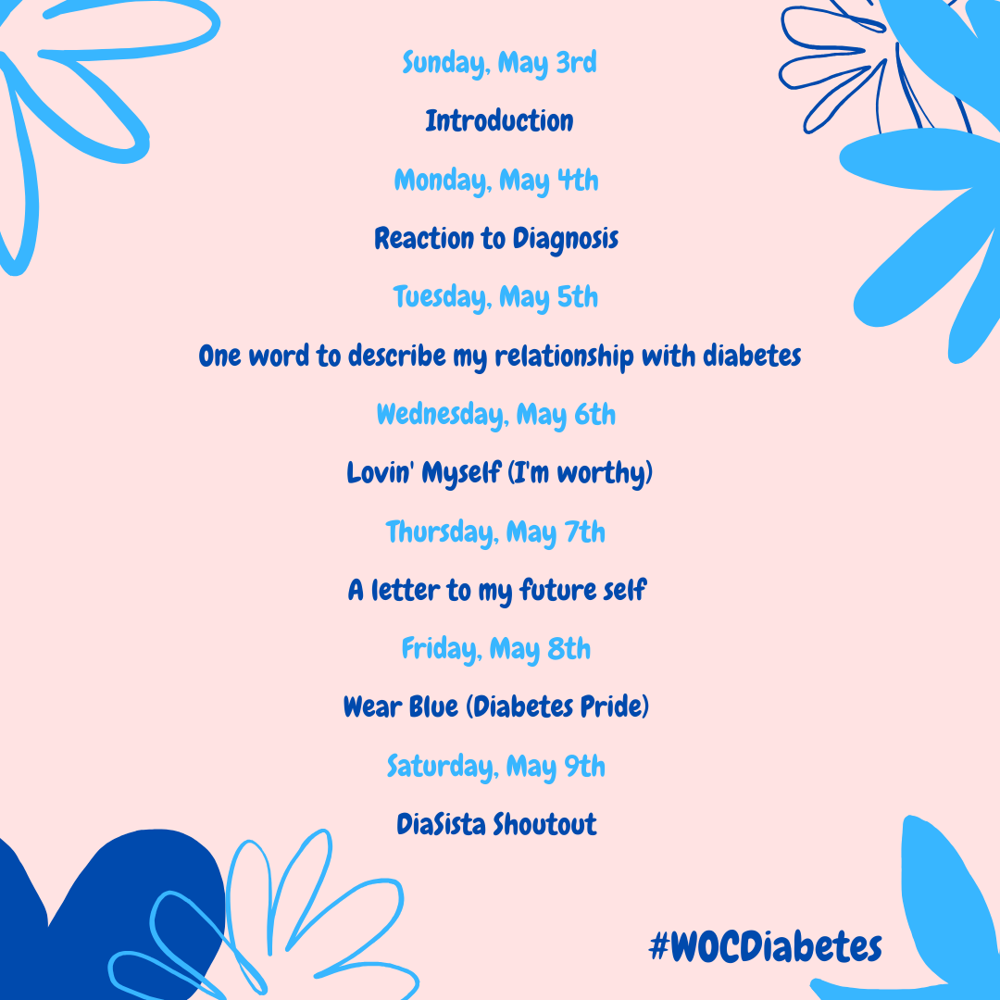 Sunday, May 3rd
Introduction
Monday, May 4th
Reaction to Diagnosis
Tuesday, May 5th
One word to describe my relationship with diabetes
Wednesday, May 6th
Lovin' Myself (I'm worthy)
Thursday, May 7th
A letter to my future self
Friday, May 8th
Wear Blue (Diabetes Pride)
Saturday, May 9th
DiaSista Shoutout
#WOCDiabetes